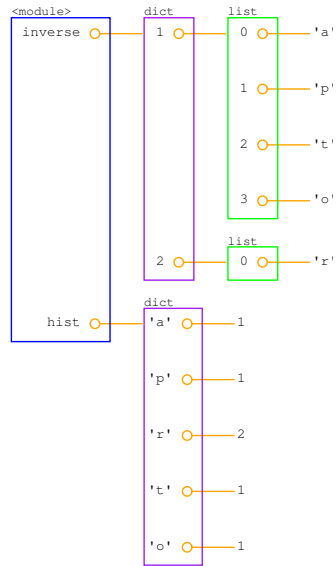 <module> dict list
inverse 1 0 'a'
1 'p'
2 't'
3 'o'
list
2 0 'r'
dict
hist 'a' 1
'p' 1
'r' 2
't' 1
'o' 1